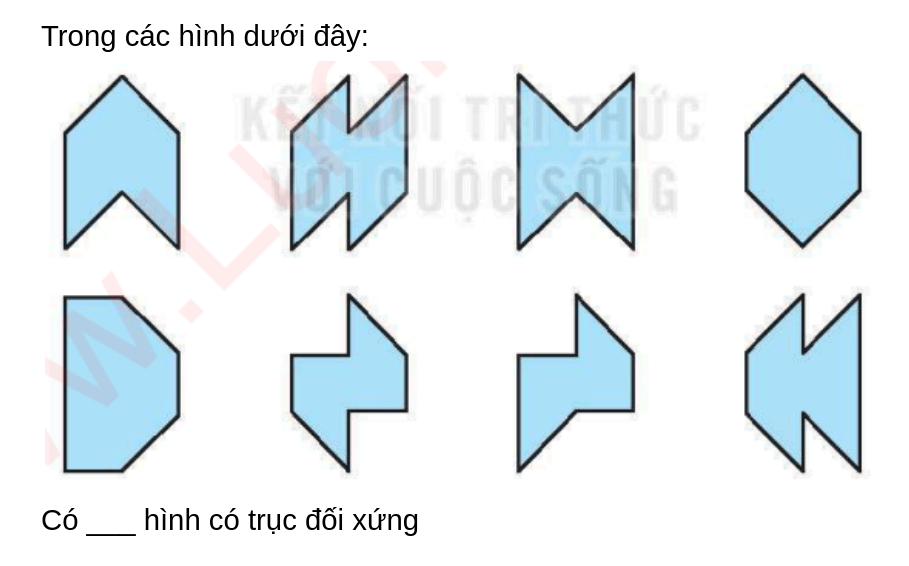 Trong các hình dưới đây:
KẾT NỐI TRI THỨC
VỚI CUỘC SỐNG
Có ___ hình có trục đối xứng